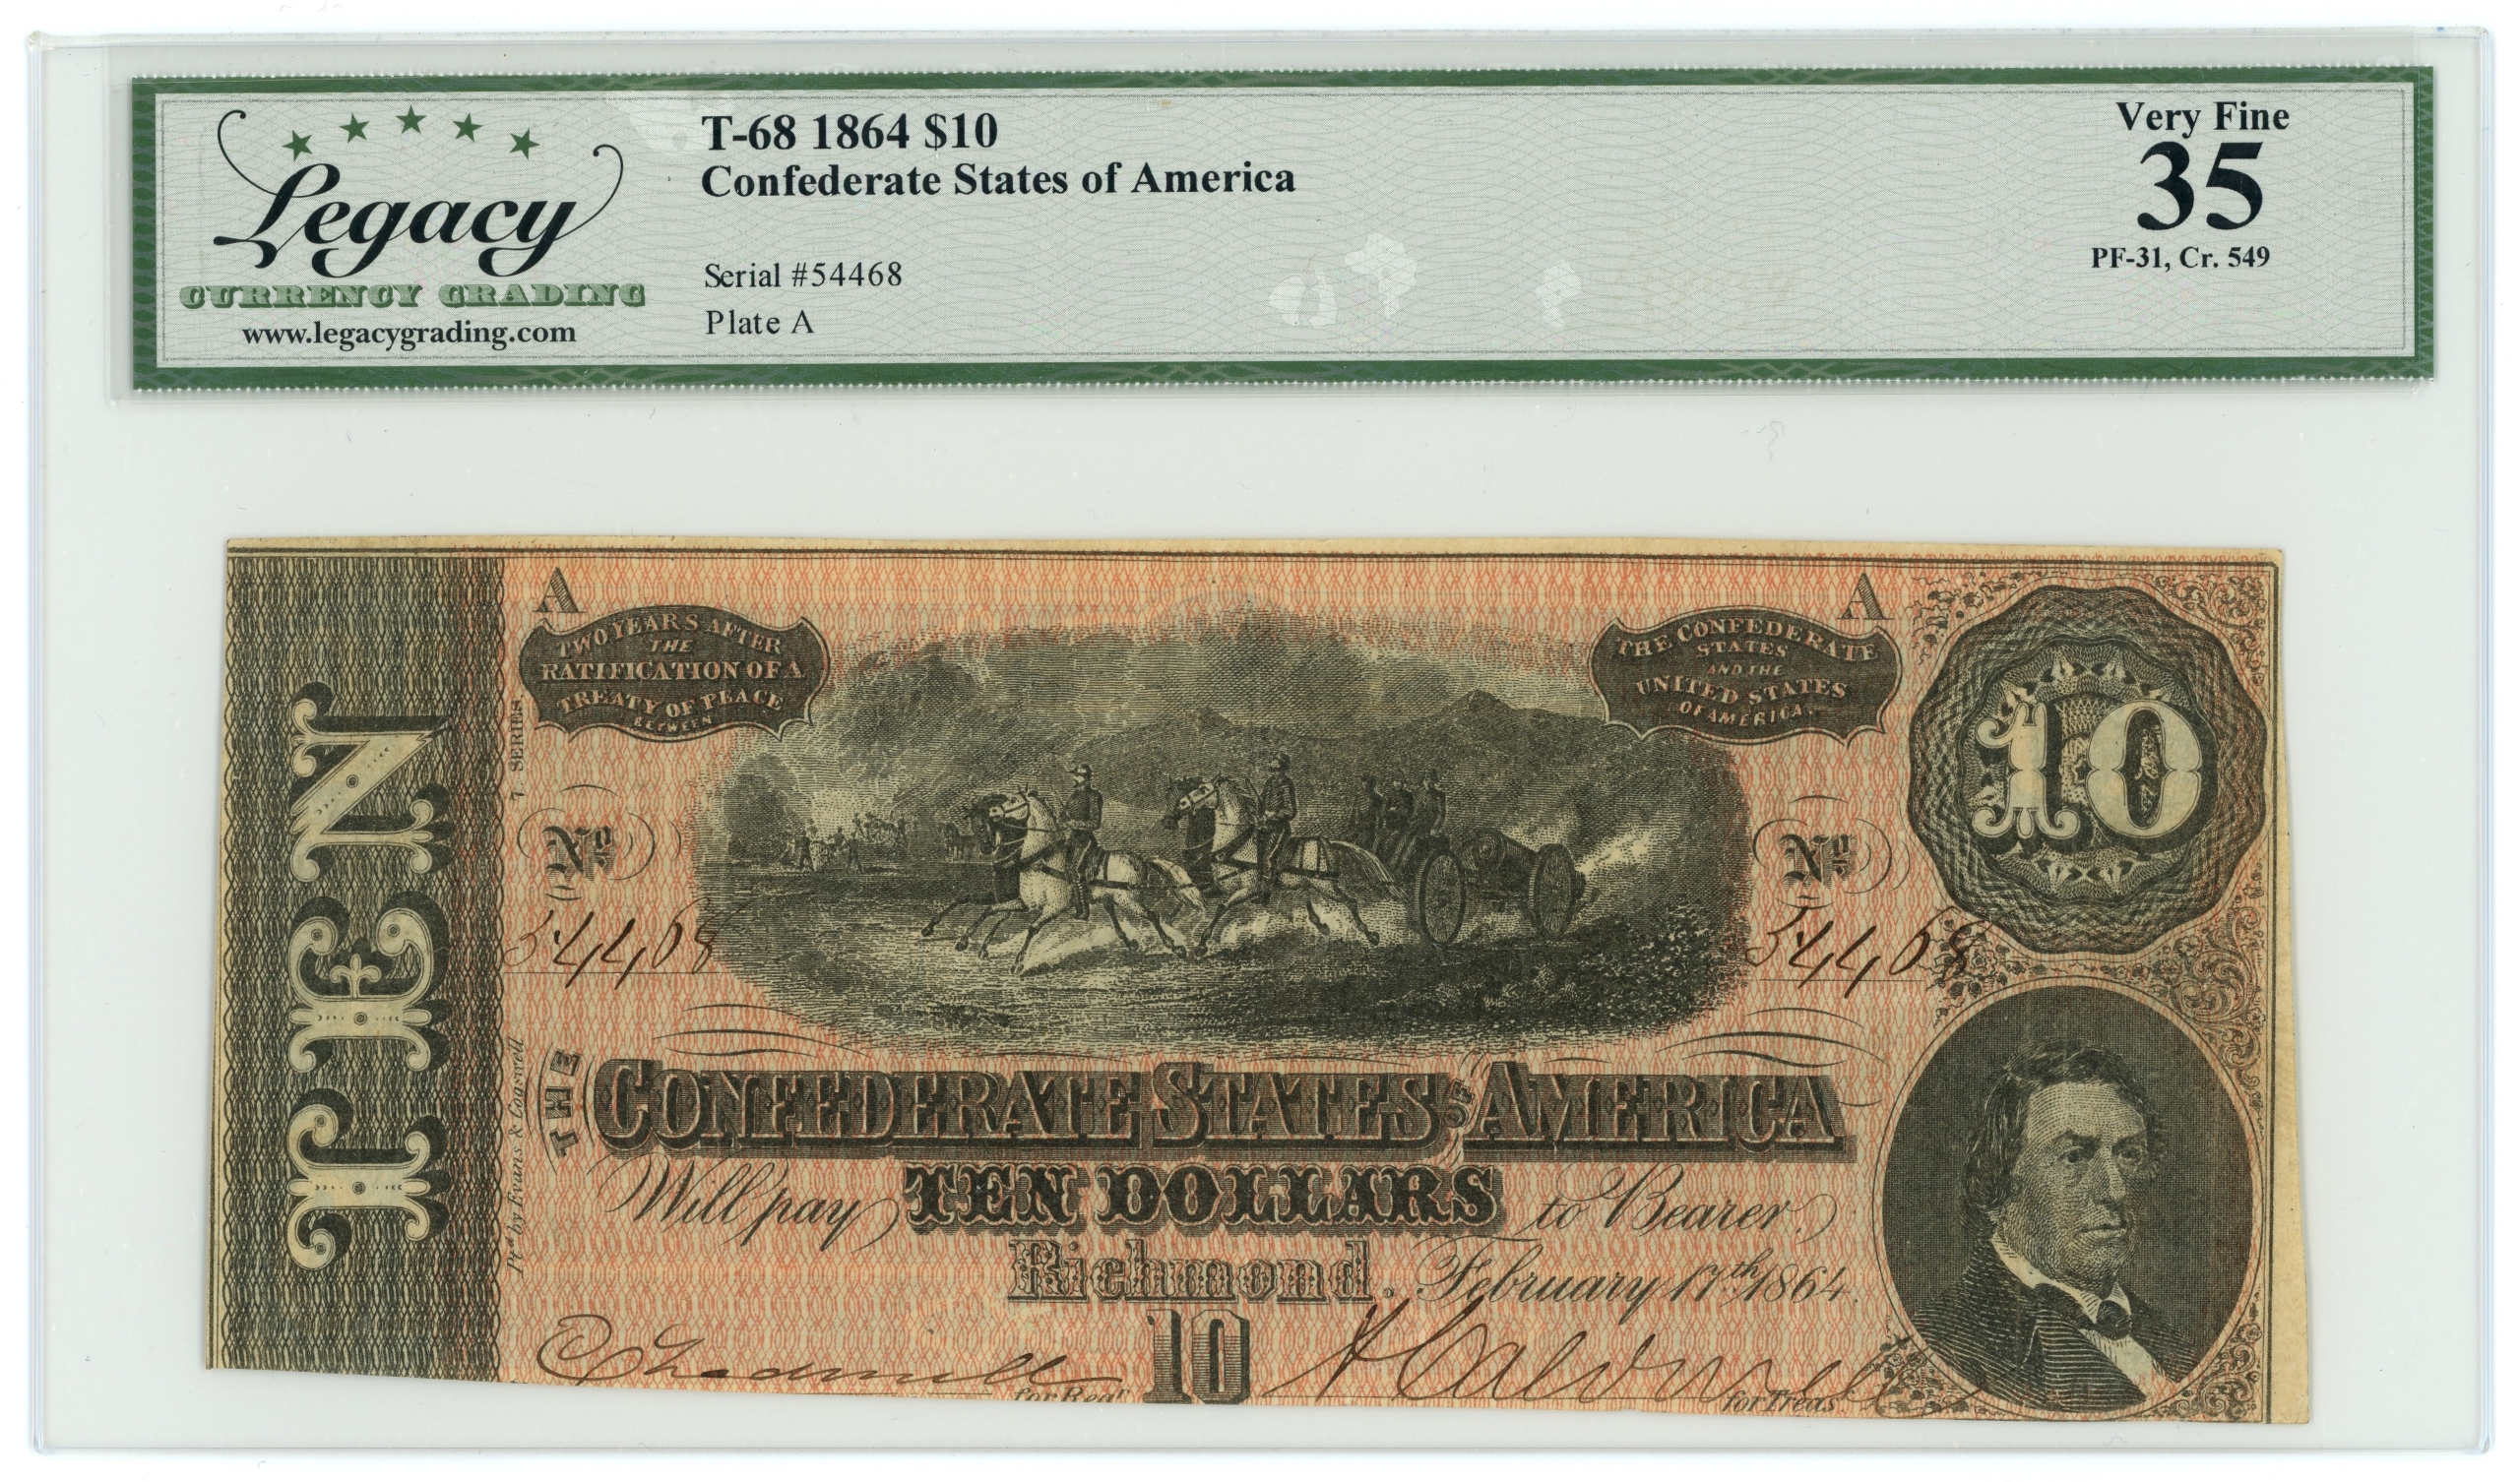 Legacy
CURRENCY GRADING
www.legacygrading.com
T-68 1864 $10
Confederate States of America
Serial #54468
Plate A
Very Fine
35
PF-31, Cr. 549
TEN
A
A
TWO YEARS AFTER
THE
RATIFICATION OF A
TREATY OF PEACE
BETWEEN
THE CONFEDERATE
STATES
AND THE
UNITED STATES
OF AMERICA.
10
7 SERIES.
No
No
54468
54468
Ptd by Evans & Cogswell
THE CONFEDERATE STATES OF AMERICA
Will pay TEN DOLLARS to Bearer.
Richmond. February 17th 1864.
10
for Regr
for Treas.